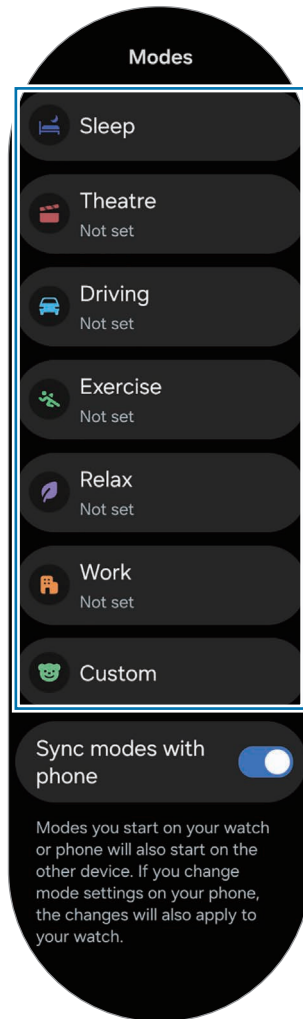 Modes
Sleep
Theatre
Not set
Driving
Not set
Exercise
Not set
Relax
Not set
Work
Not set
Custom
Sync modes with
phone
Modes you start on your watch
or phone will also start on the
other device. If you change
mode settings on your phone,
the changes will also apply to
your watch.